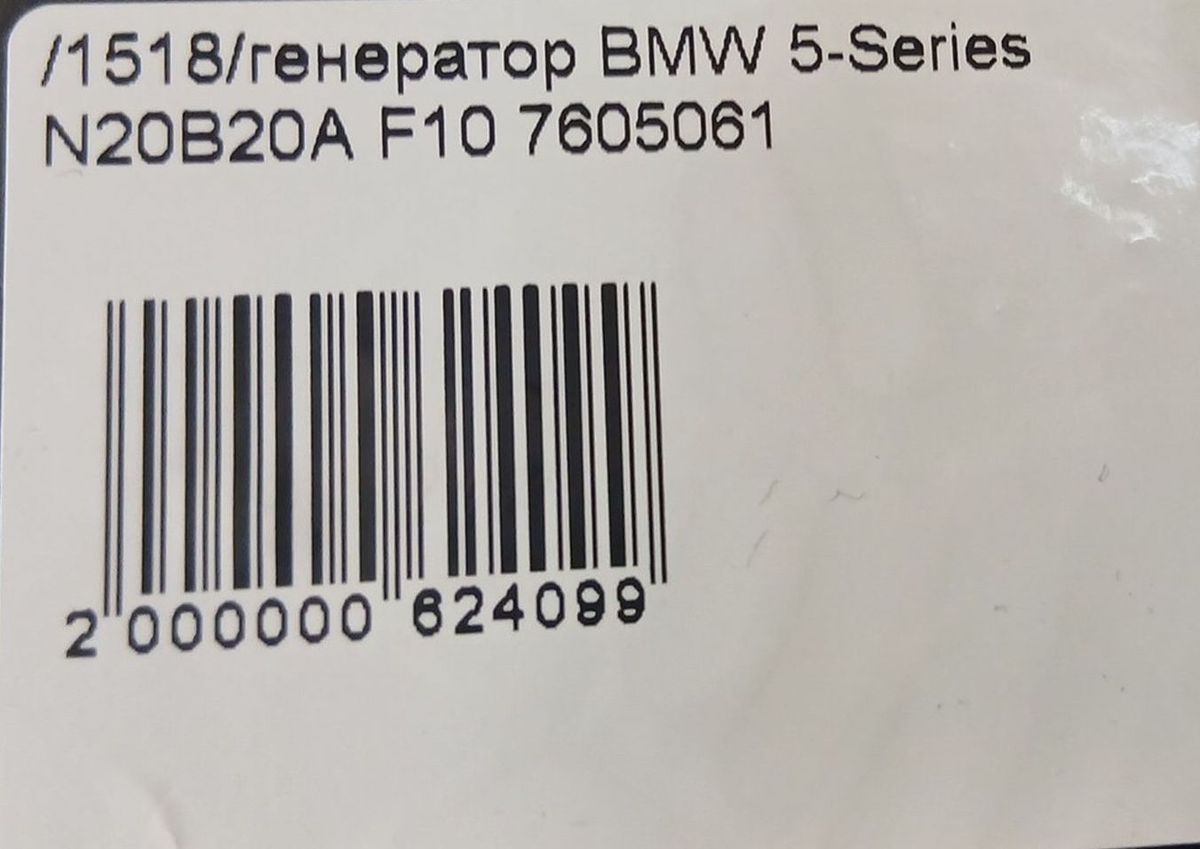 /1518/генератор BMW 5-Series
N20B20A F10 7605061
2 000000 624099